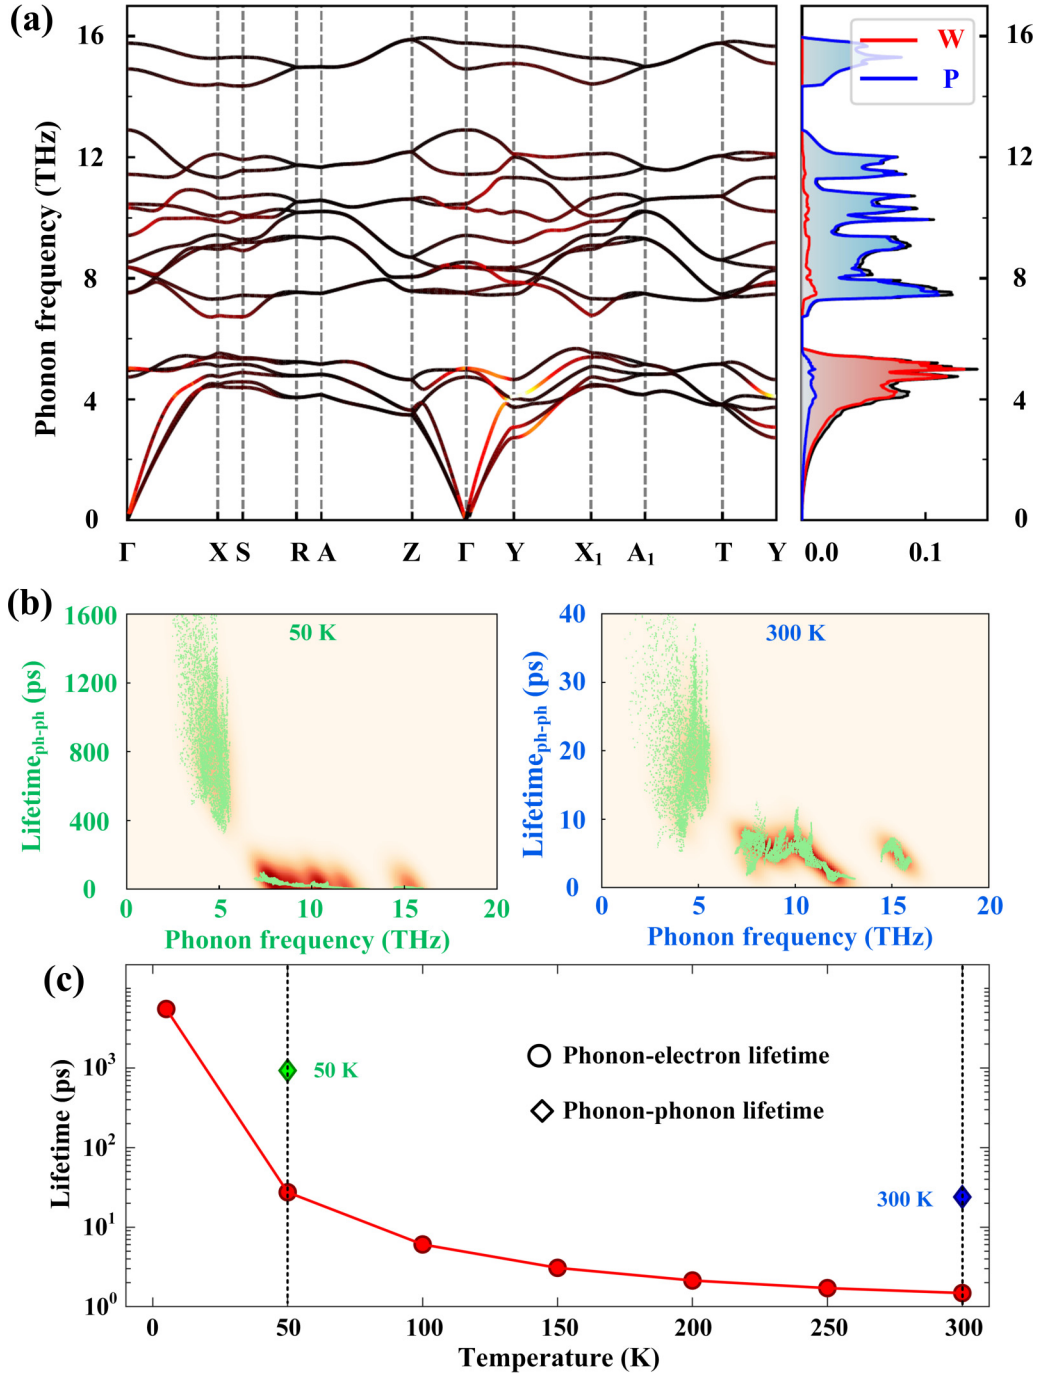 (a)
Phonon frequency (THz)
16
12
8
4
0
Γ X S R A Z Γ Y X₁ A₁ T Y
W
P
16
12
8
4
0
0.0 0.1
(b)
Lifetimeph-ph (ps)
1600
1200
800
400
0
50 K
0 5 10 15 20
Phonon frequency (THz)
Lifetimeph-ph (ps)
40
30
20
10
0
300 K
0 5 10 15 20
Phonon frequency (THz)
(c)
Lifetime (ps)
10³
10²
10¹
10⁰
50 K
Phonon-electron lifetime
Phonon-phonon lifetime
300 K
0 50 100 150 200 250 300
Temperature (K)